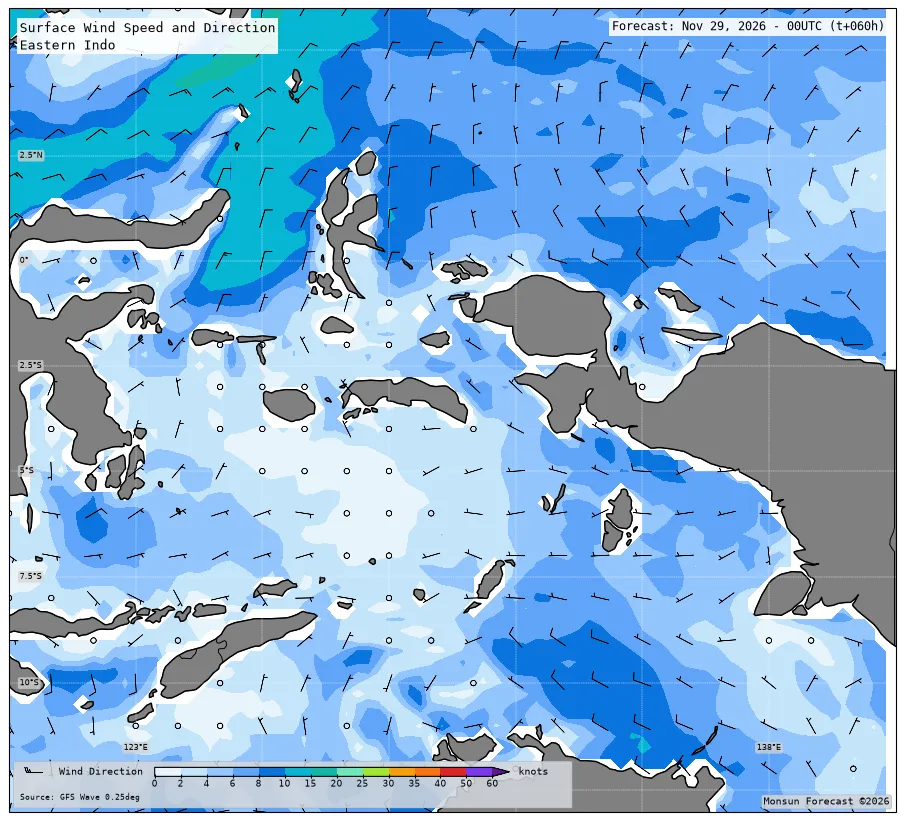 Surface Wind Speed and Direction
Eastern Indo
Forecast: Nov 29, 2026 - 00UTC (t+060h)
2.5°N
0°
2.5°S
5°S
7.5°S
10°S
123°E
138°E
Wind Direction
knots
0 2 4 6 8 10 15 20 25 30 35 40 50 60
Source: GFS Wave 0.25deg
Monsun Forecast ©2026